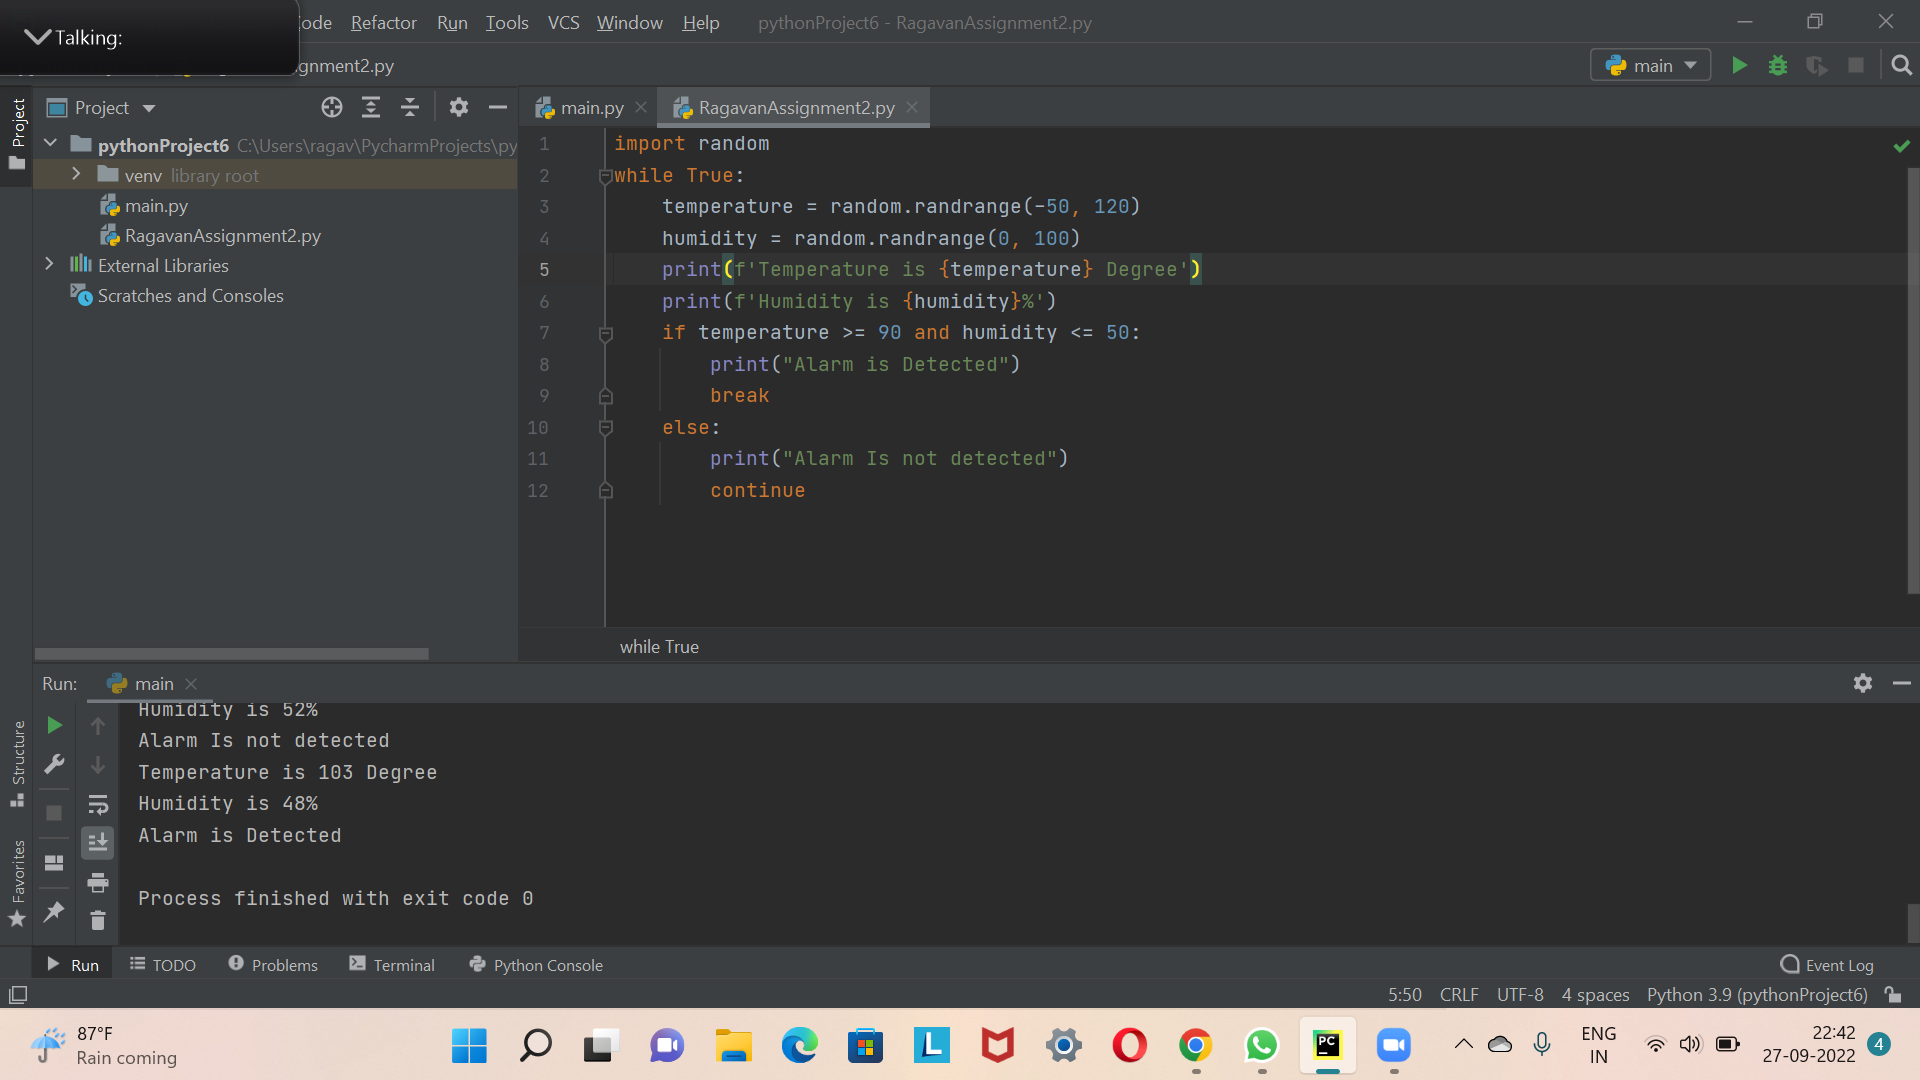 Talking:
ode Refactor Run Tools VCS Window Help pythonProject6 - RagavanAssignment2.py
gnment2.py
main
Project
main.py
RagavanAssignment2.py
Project
pythonProject6 C:\Users\ragav\PycharmProjects\py
venv library root
main.py
RagavanAssignment2.py
External Libraries
Scratches and Consoles
1 import random
2 while True:
3 temperature = random.randrange(-50, 120)
4 humidity = random.randrange(0, 100)
5 print(f'Temperature is {temperature} Degree')
6 print(f'Humidity is {humidity}%')
7 if temperature >= 90 and humidity <= 50:
8 print("Alarm is Detected")
9 break
10 else:
11 print("Alarm Is not detected")
12 continue
while True
Run: main
Humidity is 52%
Alarm Is not detected
Temperature is 103 Degree
Humidity is 48%
Alarm is Detected
Process finished with exit code 0
Structure
Favorites
Run TODO Problems Terminal Python Console Event Log
5:50 CRLF UTF-8 4 spaces Python 3.9 (pythonProject6)
87°F
Rain coming
L
PC
ENG
IN
22:42
27-09-2022
4